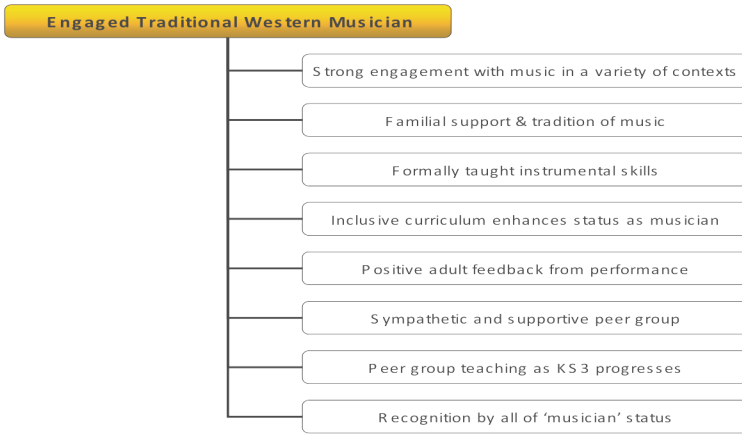 Engaged Traditional Western Musician
Strong engagement with music in a variety of contexts
Familial support & tradition of music
Formally taught instrumental skills
Inclusive curriculum enhances status as musician
Positive adult feedback from performance
Sympathetic and supportive peer group
Peer group teaching as KS3 progresses
Recognition by all of ‘musician’ status